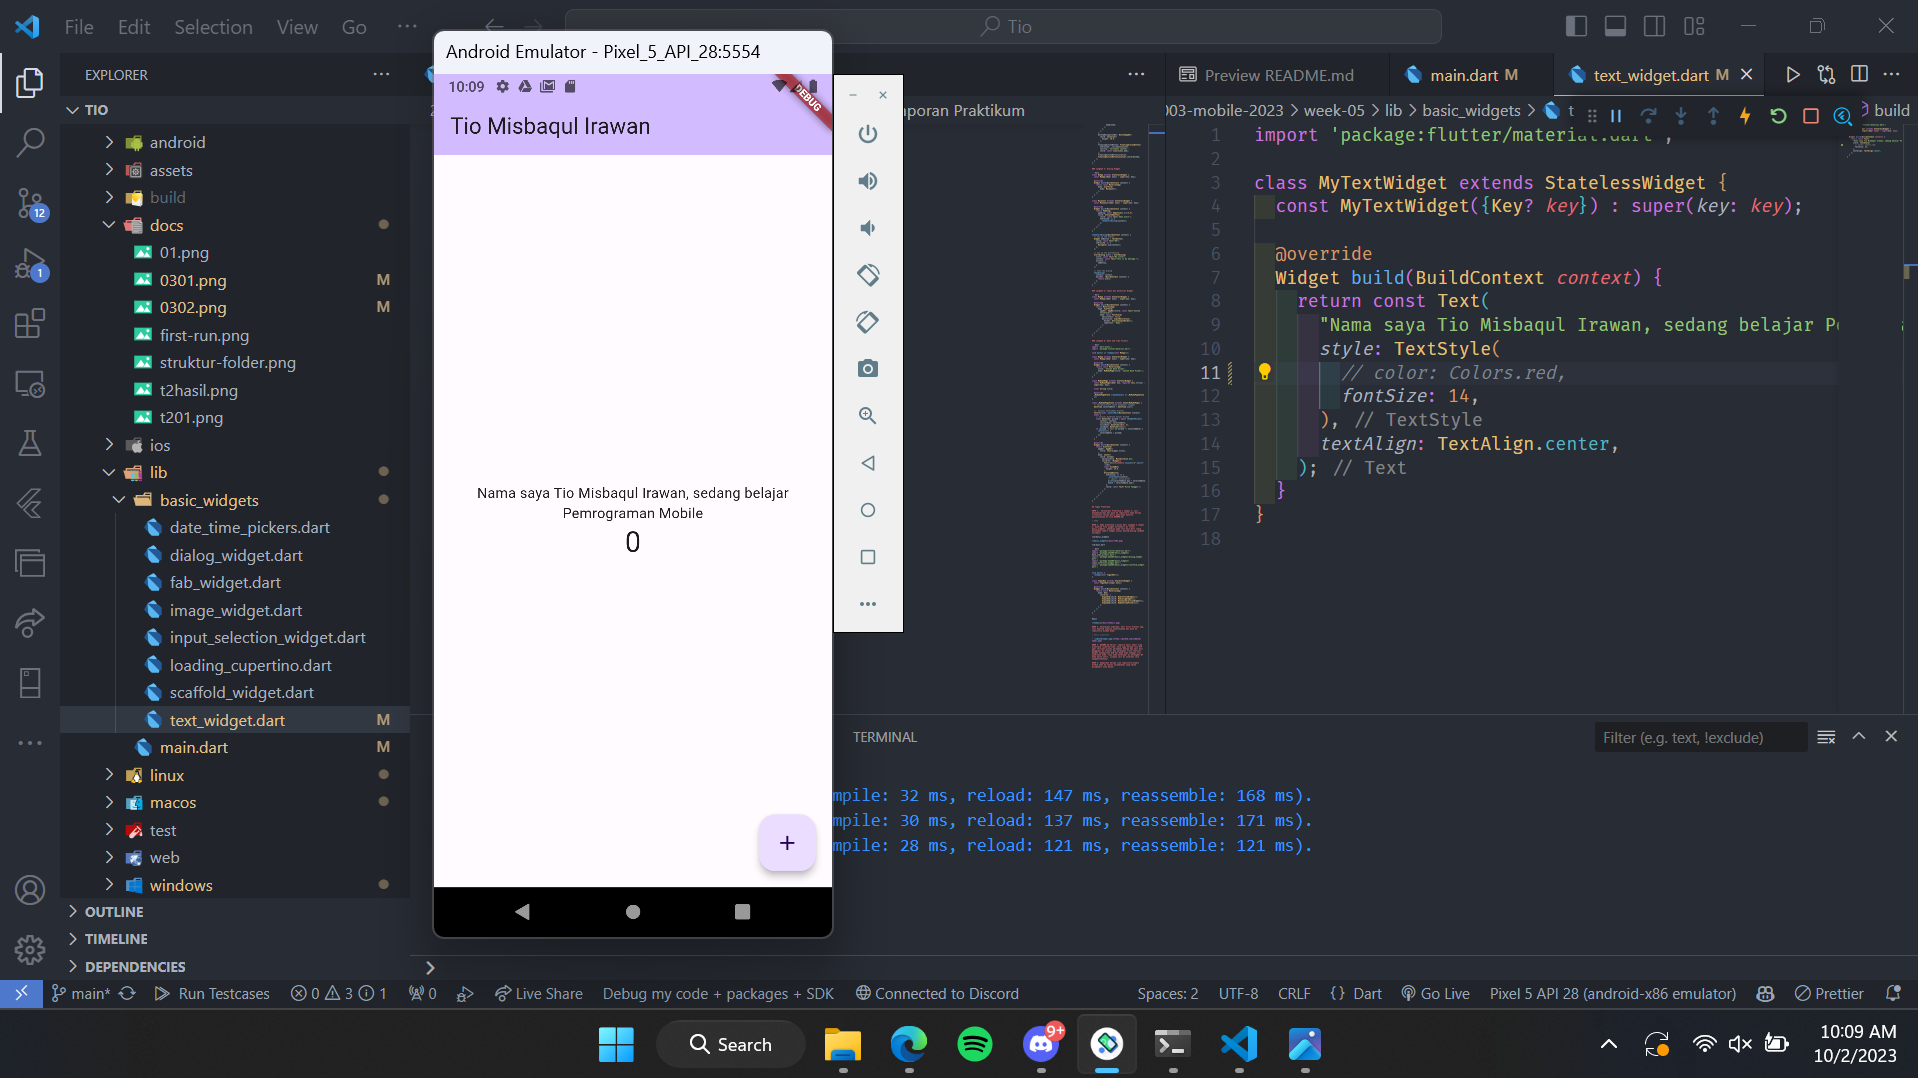 File Edit Selection View Go ···
Tio
EXPLORER
TIO
android
assets
build
docs
01.png
0301.png M
0302.png M
first-run.png
struktur-folder.png
t2hasil.png
t201.png
ios
lib
basic_widgets
date_time_pickers.dart
dialog_widget.dart
fab_widget.dart
image_widget.dart
input_selection_widget.dart
loading_cupertino.dart
scaffold_widget.dart
text_widget.dart M
main.dart M
linux
macos
test
web
windows
OUTLINE
TIMELINE
DEPENDENCIES
12
1
Android Emulator - Pixel_5_API_28:5554
10:09
DEBUG
Tio Misbaqul Irawan
Nama saya Tio Misbaqul Irawan, sedang belajar
Pemrograman Mobile
0
+
aporan Praktikum
Preview README.md
main.dart M
text_widget.dart M
003-mobile-2023 > week-05 > lib > basic_widgets > t
build
1 import 'package:flutter/material.dart';
2
3 class MyTextWidget extends StatelessWidget {
4 const MyTextWidget({Key? key}) : super(key: key);
5
6 @override
7 Widget build(BuildContext context) {
8 return const Text(
9 "Nama saya Tio Misbaqul Irawan, sedang belajar P
10 style: TextStyle(
11 // color: Colors.red,
12 fontSize: 14,
13 ), // TextStyle
14 textAlign: TextAlign.center,
15 ); // Text
16 }
17 }
18
TERMINAL
Filter (e.g. text, !exclude)
mpile: 32 ms, reload: 147 ms, reassemble: 168 ms).
mpile: 30 ms, reload: 137 ms, reassemble: 171 ms).
mpile: 28 ms, reload: 121 ms, reassemble: 121 ms).
main* Run Testcases 0 3 1 0 Live Share Debug my code + packages + SDK Connected to Discord Spaces: 2 UTF-8 CRLF {} Dart Go Live Pixel 5 API 28 (android-x86 emulator) Prettier
Search
9+
10:09 AM
10/2/2023